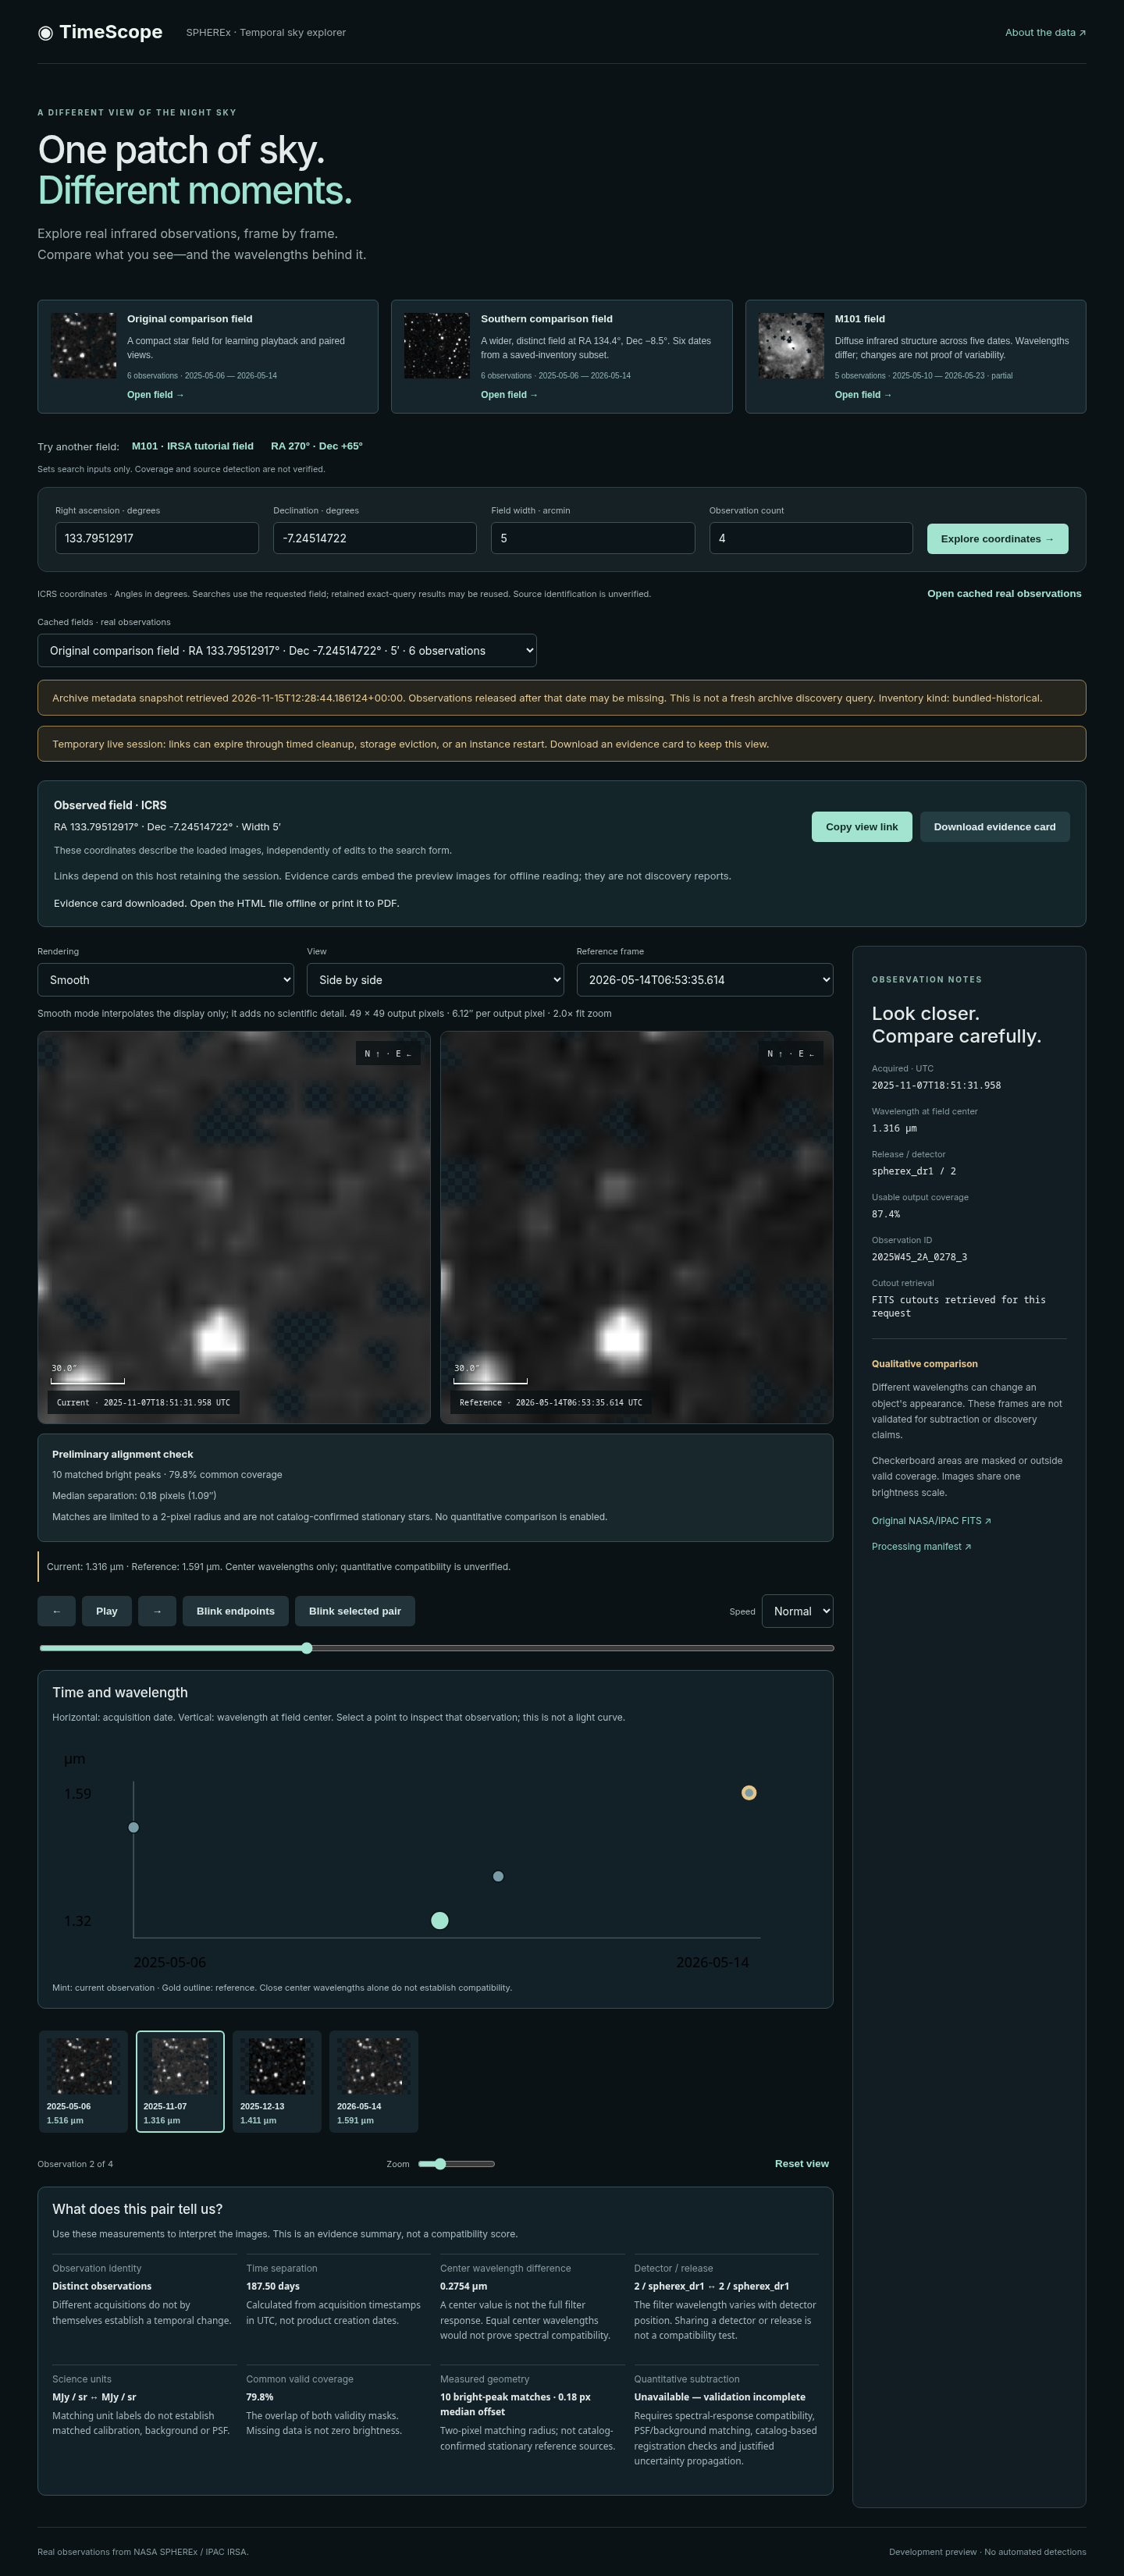 ◉ TimeScope
SPHEREx · Temporal sky explorer
About the data ↗
A DIFFERENT VIEW OF THE NIGHT SKY
One patch of sky.
Different moments.
Explore real infrared observations, frame by frame.
Compare what you see—and the wavelengths behind it.
Original comparison field
A compact star field for learning playback and paired
views.
6 observations · 2025-05-06 — 2026-05-14
Open field →
Southern comparison field
A wider, distinct field at RA 134.4°, Dec −8.5°. Six dates
from a saved-inventory subset.
6 observations · 2025-05-06 — 2026-05-14
Open field →
M101 field
Diffuse infrared structure across five dates. Wavelengths
differ; changes are not proof of variability.
5 observations · 2025-05-10 — 2026-05-23 · partial
Open field →
Try another field: M101 · IRSA tutorial field RA 270° · Dec +65°
Sets search inputs only. Coverage and source detection are not verified.
Right ascension · degrees
133.79512917
Declination · degrees
-7.24514722
Field width · arcmin
5
Observation count
4
Explore coordinates →
ICRS coordinates · Angles in degrees. Searches use the requested field; retained exact-query results may be reused. Source identification is unverified.
Open cached real observations
Cached fields · real observations
Original comparison field · RA 133.79512917° · Dec -7.24514722° · 5′ · 6 observations
Archive metadata snapshot retrieved 2026-11-15T12:28:44.186124+00:00. Observations released after that date may be missing. This is not a fresh archive discovery query. Inventory kind: bundled-historical.
Temporary live session: links can expire through timed cleanup, storage eviction, or an instance restart. Download an evidence card to keep this view.
Observed field · ICRS
RA 133.79512917° · Dec -7.24514722° · Width 5′
These coordinates describe the loaded images, independently of edits to the search form.
Links depend on this host retaining the session. Evidence cards embed the preview images for offline reading; they are not discovery reports.
Evidence card downloaded. Open the HTML file offline or print it to PDF.
Copy view link
Download evidence card
Rendering
Smooth
View
Side by side
Reference frame
2026-05-14T06:53:35.614
Smooth mode interpolates the display only; it adds no scientific detail. 49 × 49 output pixels · 6.12″ per output pixel · 2.0× fit zoom
N ↑ · E ←
30.0″
Current · 2025-11-07T18:51:31.958 UTC
N ↑ · E ←
30.0″
Reference · 2026-05-14T06:53:35.614 UTC
Preliminary alignment check
10 matched bright peaks · 79.8% common coverage
Median separation: 0.18 pixels (1.09″)
Matches are limited to a 2-pixel radius and are not catalog-confirmed stationary stars. No quantitative comparison is enabled.
Current: 1.316 µm · Reference: 1.591 µm. Center wavelengths only; quantitative compatibility is unverified.
←
Play
→
Blink endpoints
Blink selected pair
Speed
Normal
Time and wavelength
Horizontal: acquisition date. Vertical: wavelength at field center. Select a point to inspect that observation; this is not a light curve.
µm
1.59
1.32
2025-05-06
2026-05-14
Mint: current observation · Gold outline: reference. Close center wavelengths alone do not establish compatibility.
2025-05-06
1.516 µm
2025-11-07
1.316 µm
2025-12-13
1.411 µm
2026-05-14
1.591 µm
Observation 2 of 4
Zoom
Reset view
What does this pair tell us?
Use these measurements to interpret the images. This is an evidence summary, not a compatibility score.
Observation identity
Distinct observations
Different acquisitions do not by
themselves establish a temporal change.
Time separation
187.50 days
Calculated from acquisition timestamps
in UTC, not product creation dates.
Center wavelength difference
0.2754 µm
A center value is not the full filter
response. Equal center wavelengths
would not prove spectral compatibility.
Detector / release
2 / spherex_dr1 ↔ 2 / spherex_dr1
The filter wavelength varies with detector
position. Sharing a detector or release is
not a compatibility test.
Science units
MJy / sr ↔ MJy / sr
Matching unit labels do not establish
matched calibration, background or PSF.
Common valid coverage
79.8%
The overlap of both validity masks.
Missing data is not zero brightness.
Measured geometry
10 bright-peak matches · 0.18 px
median offset
Two-pixel matching radius; not catalog-
confirmed stationary reference sources.
Quantitative subtraction
Unavailable — validation incomplete
Requires spectral-response compatibility,
PSF/background matching, catalog-based
registration checks and justified
uncertainty propagation.
OBSERVATION NOTES
Look closer.
Compare carefully.
Acquired · UTC
2025-11-07T18:51:31.958
Wavelength at field center
1.316 µm
Release / detector
spherex_dr1 / 2
Usable output coverage
87.4%
Observation ID
2025W45_2A_0278_3
Cutout retrieval
FITS cutouts retrieved for this
request
Qualitative comparison
Different wavelengths can change an
object's appearance. These frames are not
validated for subtraction or discovery
claims.
Checkerboard areas are masked or outside
valid coverage. Images share one
brightness scale.
Original NASA/IPAC FITS ↗
Processing manifest ↗
Real observations from NASA SPHEREx / IPAC IRSA.
Development preview · No automated detections